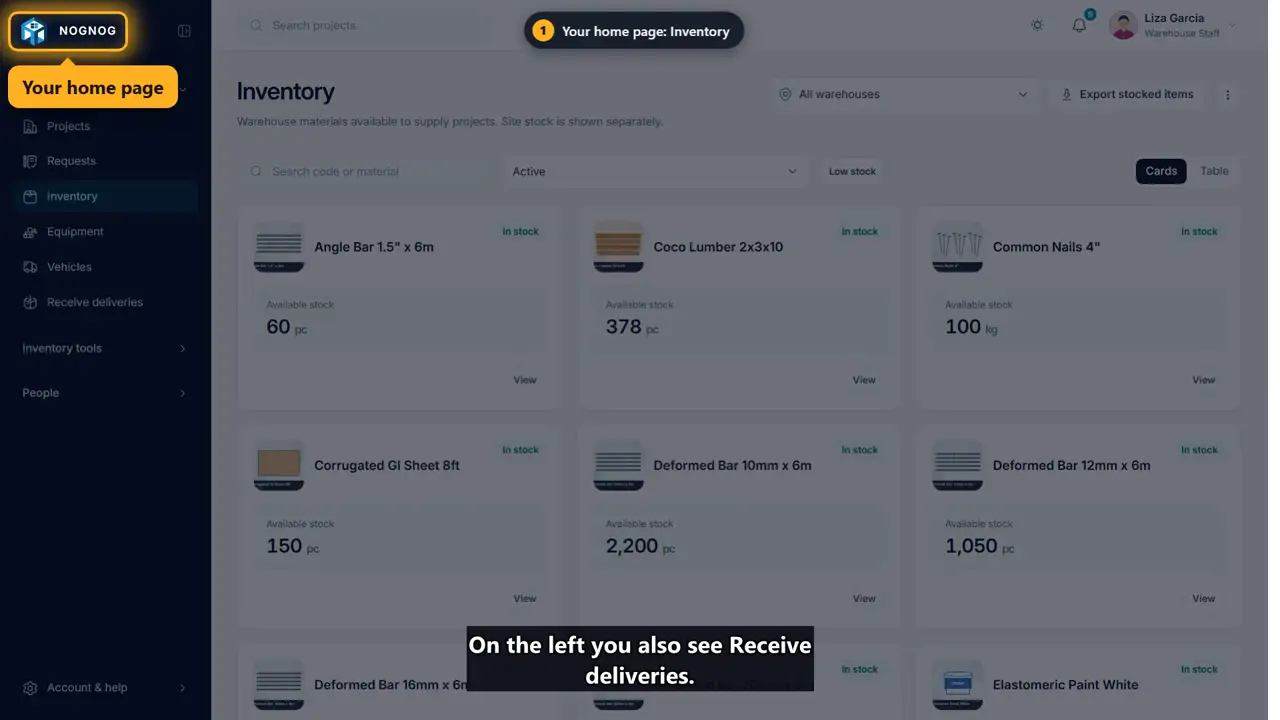 NOGNOG
Search projects
1 Your home page: Inventory
5
Liza Garcia
Warehouse Staff
Your home page
Projects
Requests
Inventory
Equipment
Vehicles
Receive deliveries
Inventory tools
People
Account & help
Inventory
Warehouse materials available to supply projects. Site stock is shown separately.
All warehouses
Export stocked items
Search code or material
Active
Low stock
Cards
Table
Angle Bar 1.5" x 6m
In stock
Available stock
60 pc
View
Coco Lumber 2x3x10
In stock
Available stock
378 pc
View
Common Nails 4"
In stock
Available stock
100 kg
View
Corrugated GI Sheet 8ft
In stock
Available stock
150 pc
View
Deformed Bar 10mm x 6m
In stock
Available stock
2,200 pc
View
Deformed Bar 12mm x 6m
In stock
Available stock
1,050 pc
View
Deformed Bar 16mm x 6m
In stock
Elastomeric Paint White
In stock
On the left you also see Receive
deliveries.